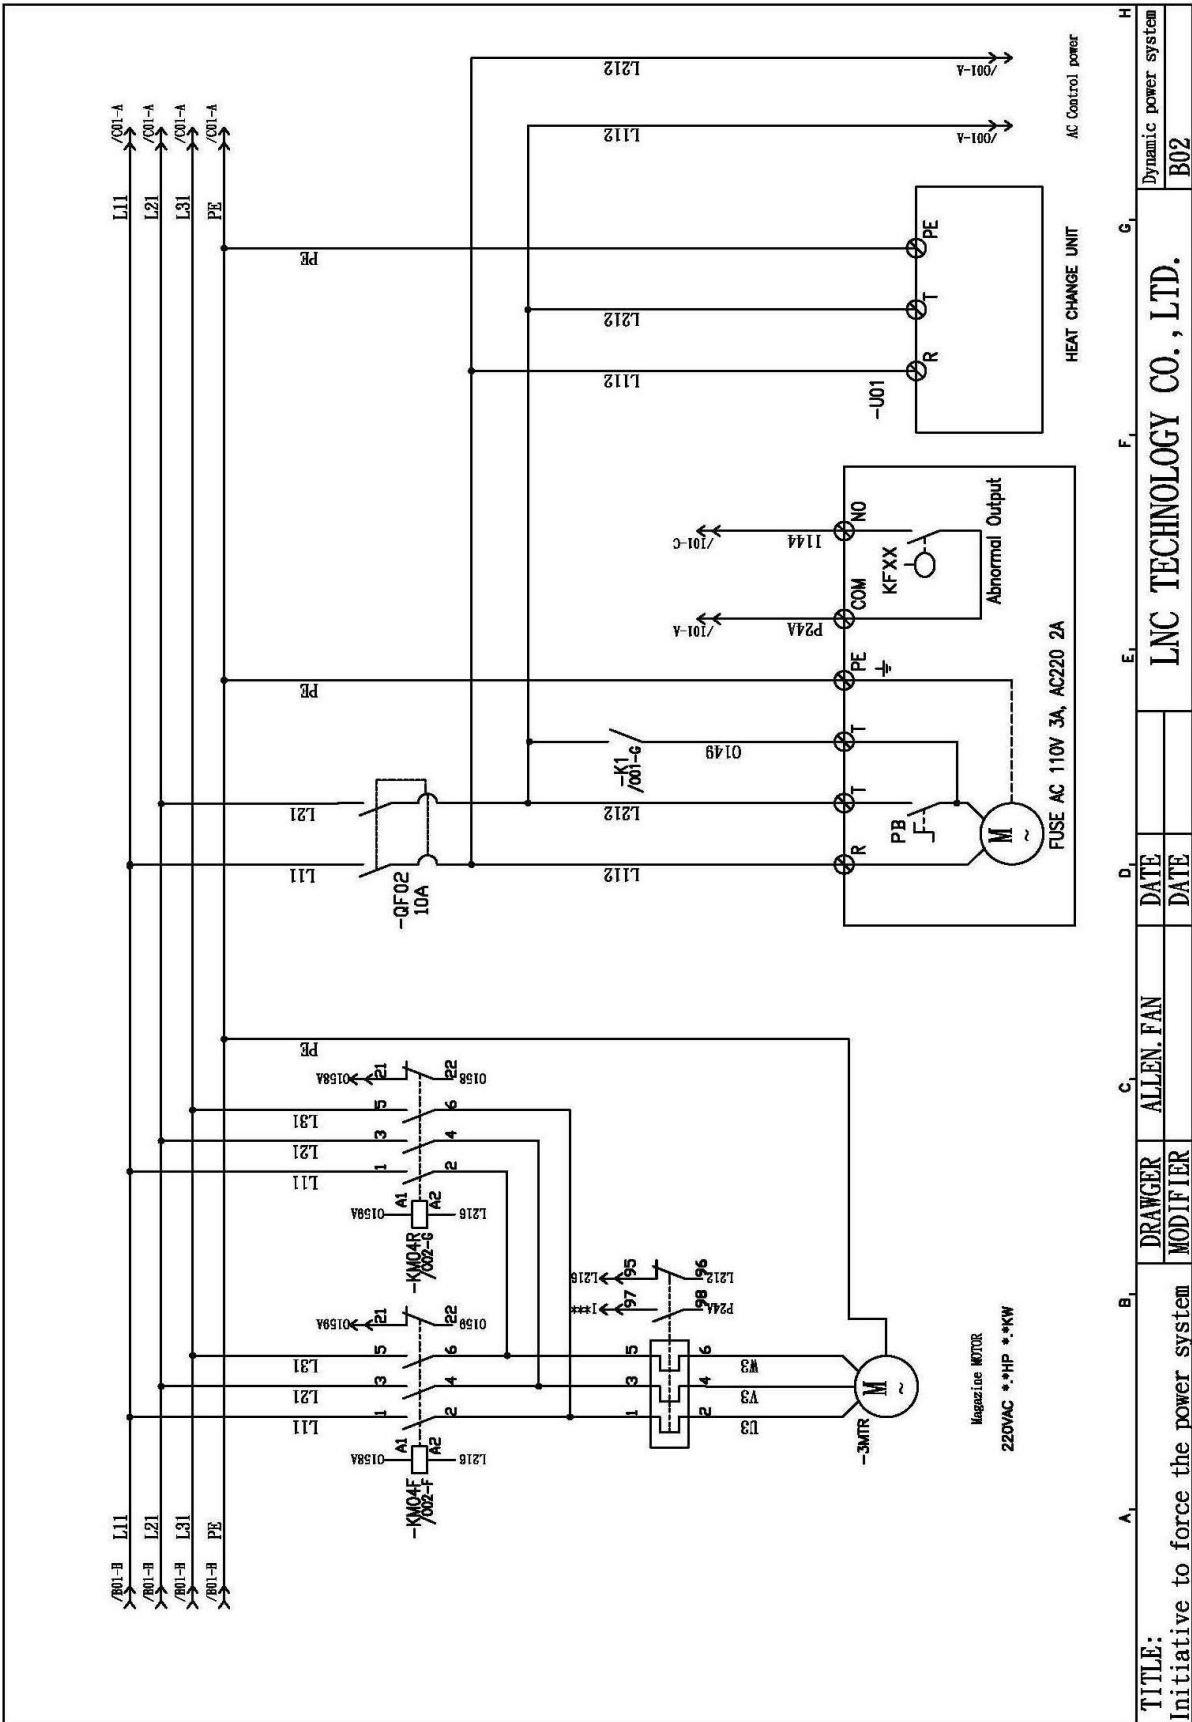 /B01-H L11
/B01-H L21
/B01-H L31
/B01-H PE
L11 /C01-A
L21 /C01-A
L31 /C01-A
PE /C01-A
L11
L21
L31
O158A
A1
1
3
5
21
O159A
-KM04F
/O02-F
A2
2
4
6
22
L216
O159
L11
L21
L31
PE
O159A
A1
1
3
5
21
O158A
-KM04R
/O02-G
A2
2
4
6
22
L216
O158
1
3
5
97
95
I***
L216
2
4
6
98
96
P24A
L212
U3
V3
W3
-3MTR
M
~
Magazine MOTOR
220VAC *.*HP *.*KW
L11
L21
-QF02
10A
PE
PE
L112
L212
-K1
/O01-G
O149
P24A
/I01-A
I144
/I01-C
R
T
T
PE
COM
NO
PB
KFXX
M
~
Abnormal Output
FUSE AC 110V 3A, AC220 2A
L112
L212
-U01
R
T
PE
HEAT CHANGE UNIT
L112
L212
/O01-A
/O01-A
AC Control power
A
B
C
D
E
F
G
H
TITLE:
Initiative to force the power system
DRAWGER
ALLEN.FAN
DATE
MODIFIER
DATE
LNC TECHNOLOGY CO., LTD.
Dynamic power system
B02